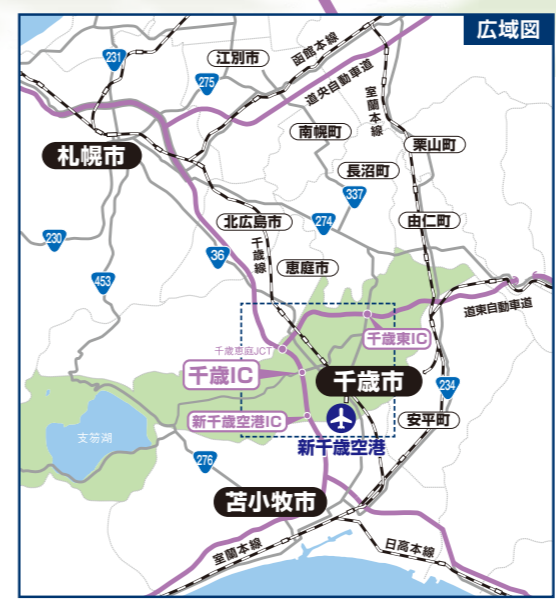 広域図
231
江別市
函館本線
275
道央自動車道
室蘭本線
南幌町
札幌市
栗山町
長沼町
337
北広島市
274
由仁町
230
36
千歳線
恵庭市
453
道東自動車道
千歳東IC
千歳恵庭JCT
千歳IC
千歳市
234
新千歳空港IC
安平町
支笏湖
新千歳空港
276
苫小牧市
室蘭本線
日高本線